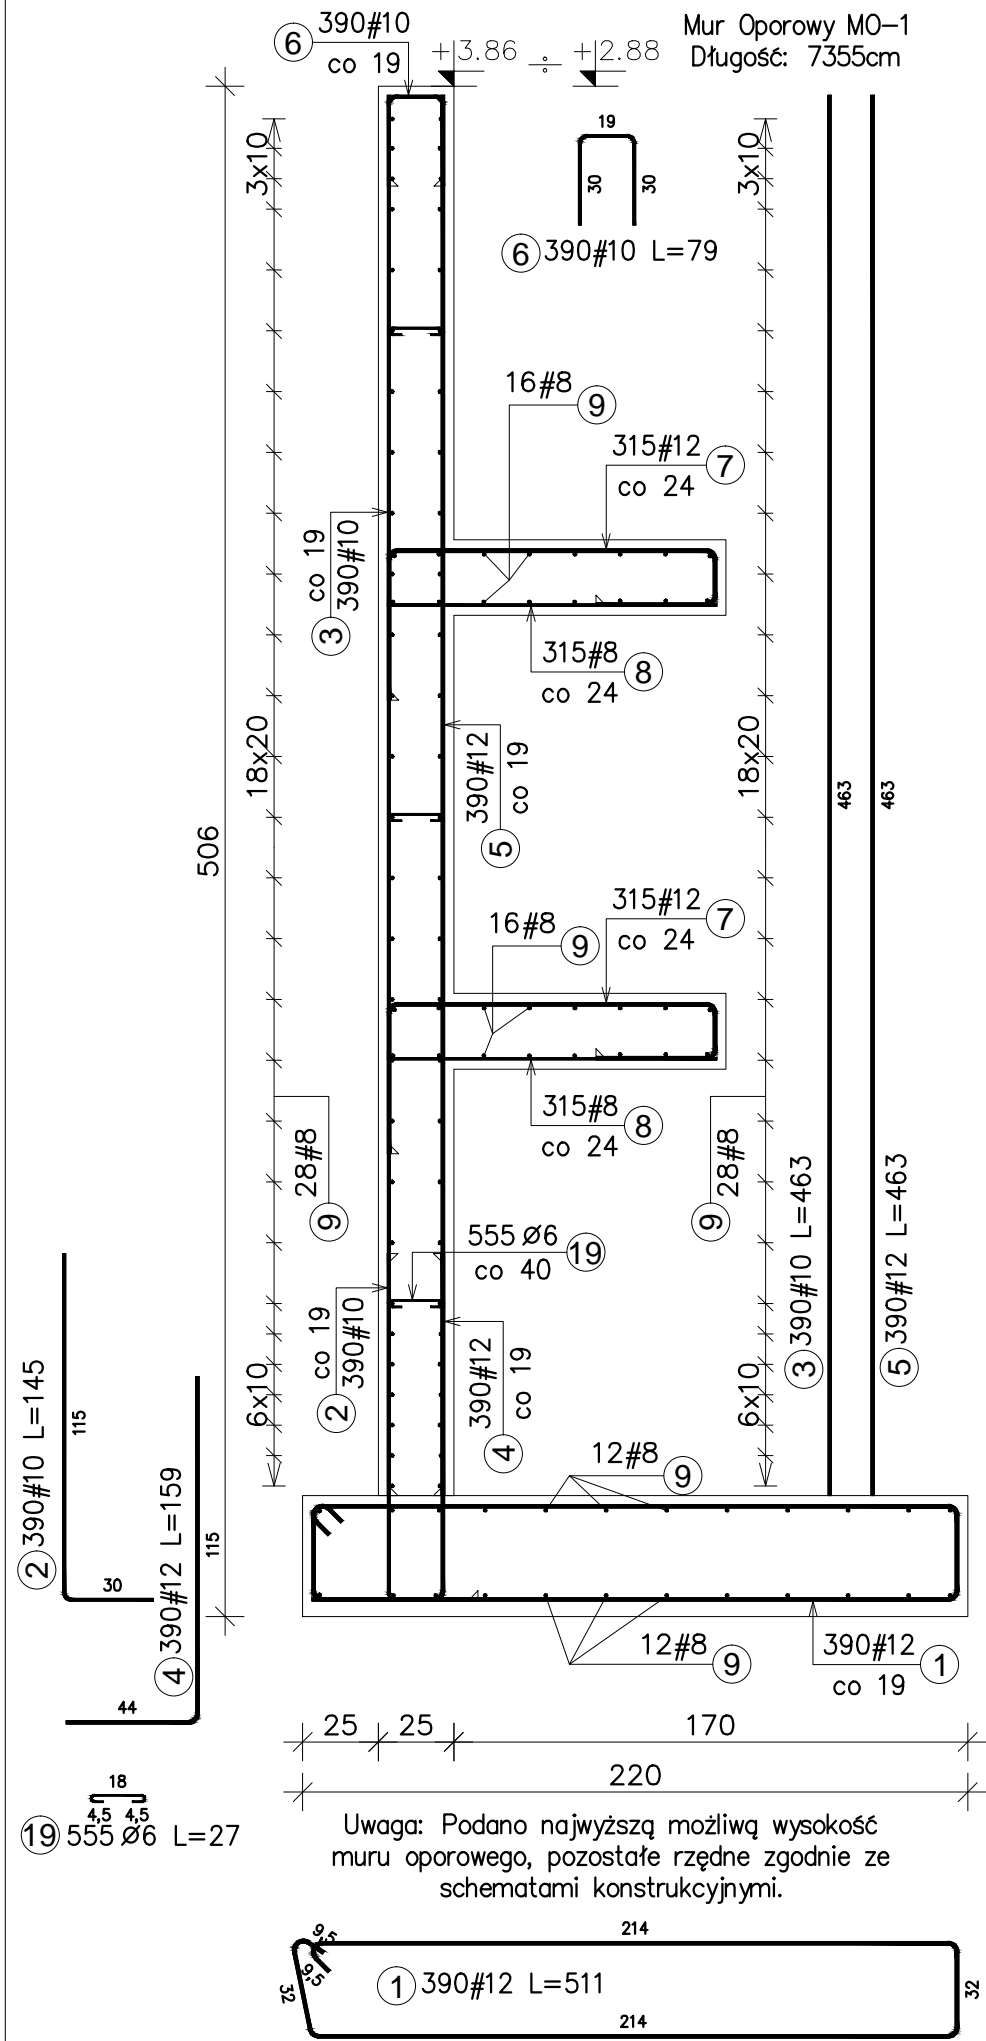 Mur Oporowy MO-1
Długość: 7355cm
6 390#10
co 19
+3.86 ÷ +2.88
3x10
3x10
19
30
30
6 390#10 L=79
16#8 9
315#12
co 24 7
co 19
390#10
3
315#8
co 24 8
18x20
18x20
390#12
co 19
5
463
463
506
16#8 9
315#12
co 24 7
315#8
co 24 8
28#8
9
28#8
9
555 Ø6
co 40 19
co 19
390#10
2
390#12
co 19
4
6x10
6x10
3 390#10 L=463
5 390#12 L=463
2 390#10 L=145
115
30
4 390#12 L=159
115
44
12#8 9
12#8 9
390#12
co 19 1
25
25
170
220
18
4,5
4,5
19 555 Ø6 L=27
Uwaga: Podano najwyższą możliwą wysokość
muru oporowego, pozostałe rzędne zgodnie ze
schematami konstrukcyjnymi.
9,5
9,5
214
32
1 390#12 L=511
32
214